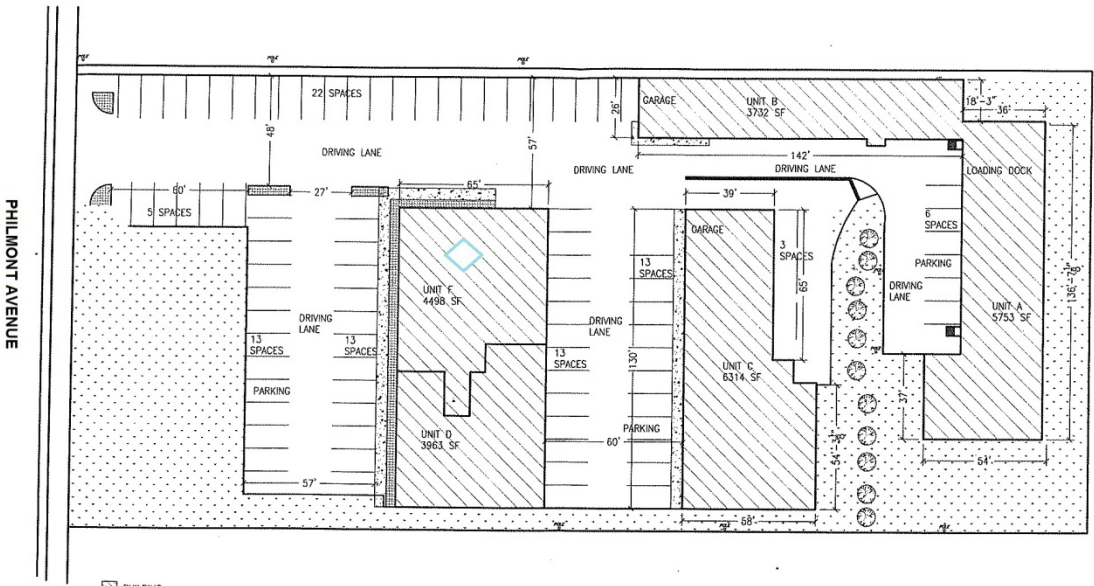 22 SPACES
48'
DRIVING LANE
57'
26'
GARAGE
UNIT B
3732 SF
18'-3"
36'
142'
DRIVING LANE
DRIVING LANE
LOADING DOCK
60'
5 SPACES
27'
65'
39'
GARAGE
3
SPACES
65'
6
SPACES
PARKING
DRIVING
LANE
UNIT A
5753 SF
PHILMONT AVENUE
UNIT F
4498 SF
13
SPACES
DRIVING
LANE
13
SPACES
DRIVING
LANE
130'
13
SPACES
13
SPACES
UNIT C
6314 SF
PARKING
UNIT D
3963 SF
PARKING
60'
37'
54'
57'
58'